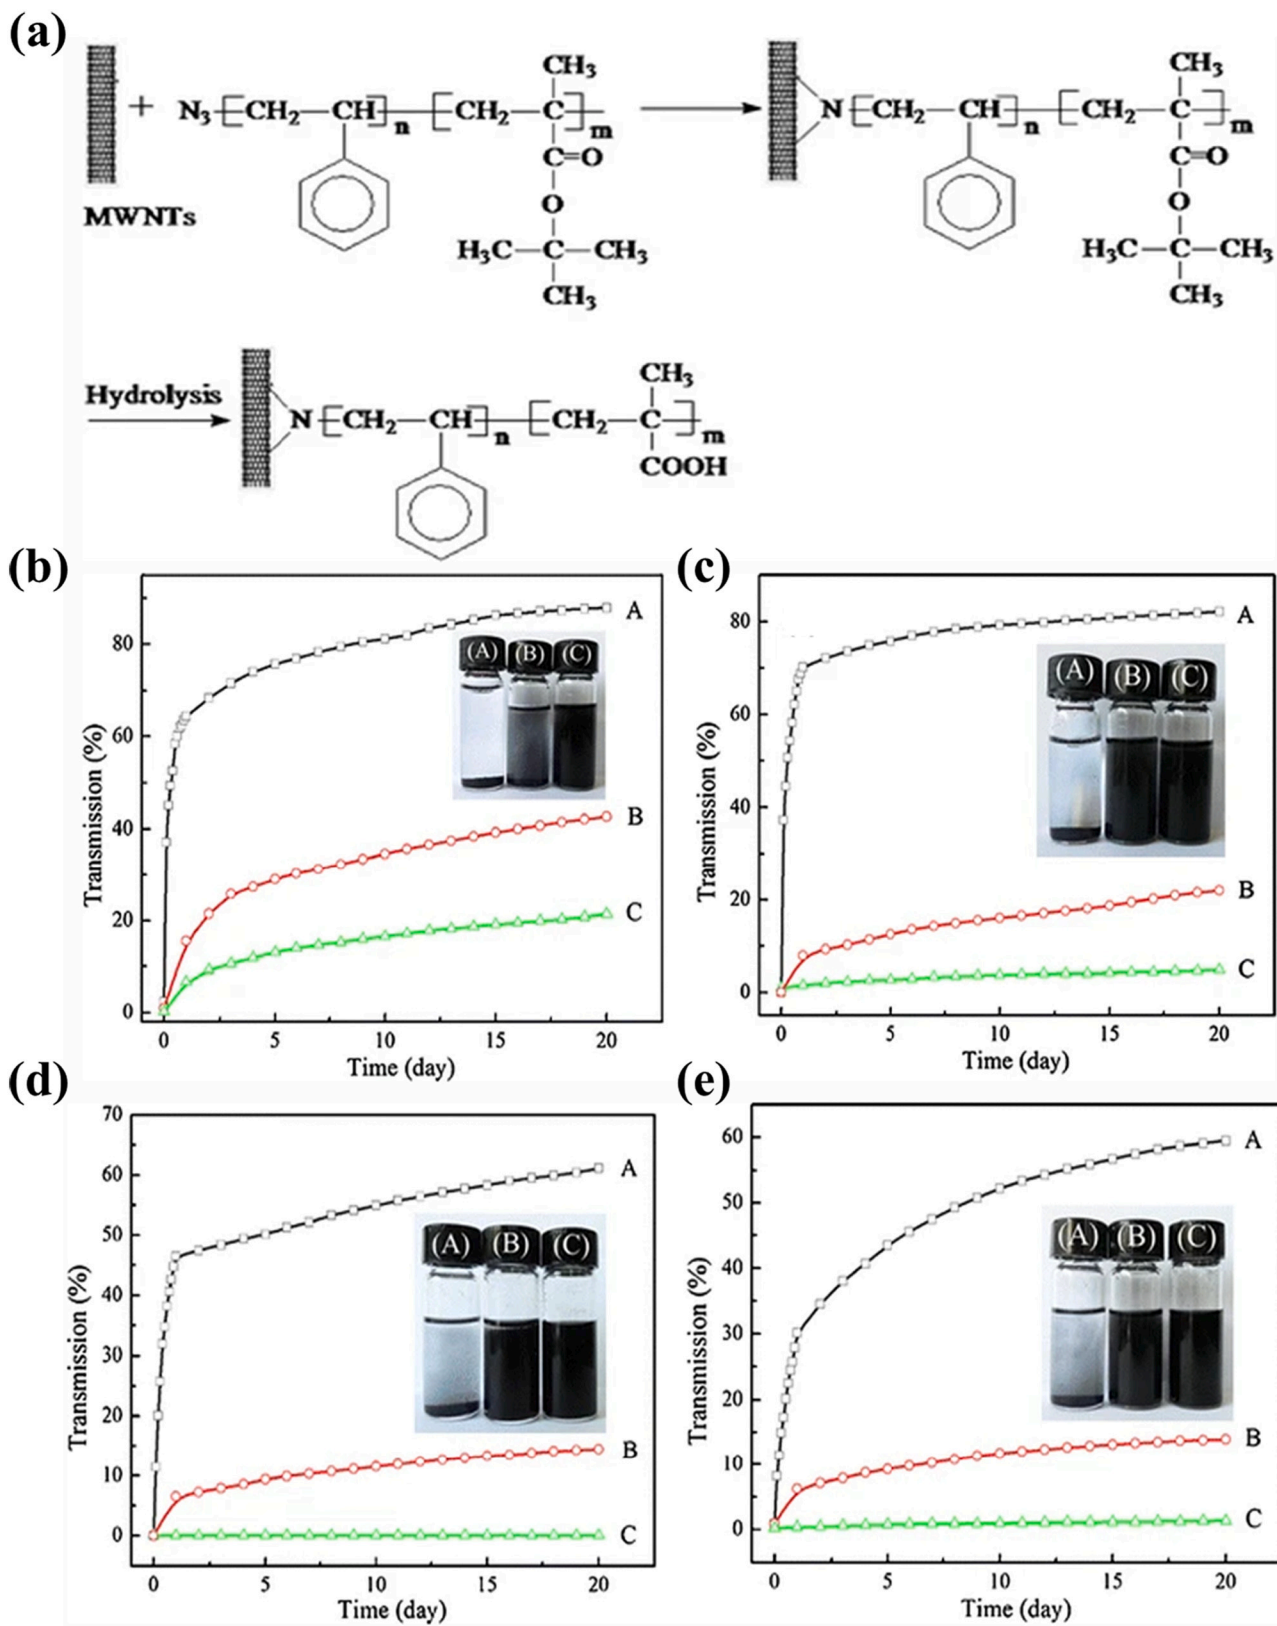 (a)
CH₃
CH₃
+ N₃ [ CH₂ — CH ]n [ CH₂ — C ]m
N [ CH₂ — CH ]n [ CH₂ — C ]m
C=O
C=O
MWNTs
O
O
H₃C—C—CH₃
H₃C—C—CH₃
CH₃
CH₃
Hydrolysis
CH₃
N [ CH₂ — CH ]n [ CH₂ — C ]m
COOH
(b)
Transmission (%)
80
60
40
20
0
A
B
C
(A) (B) (C)
0 5 10 15 20
Time (day)
(c)
Transmission (%)
80
60
40
20
0
A
B
C
(A) (B) (C)
0 5 10 15 20
Time (day)
(d)
Transmission (%)
70
60
50
40
30
20
10
0
A
B
C
(A) (B) (C)
0 5 10 15 20
Time (day)
(e)
Transmission (%)
60
50
40
30
20
10
0
A
B
C
(A) (B) (C)
0 5 10 15 20
Time (day)